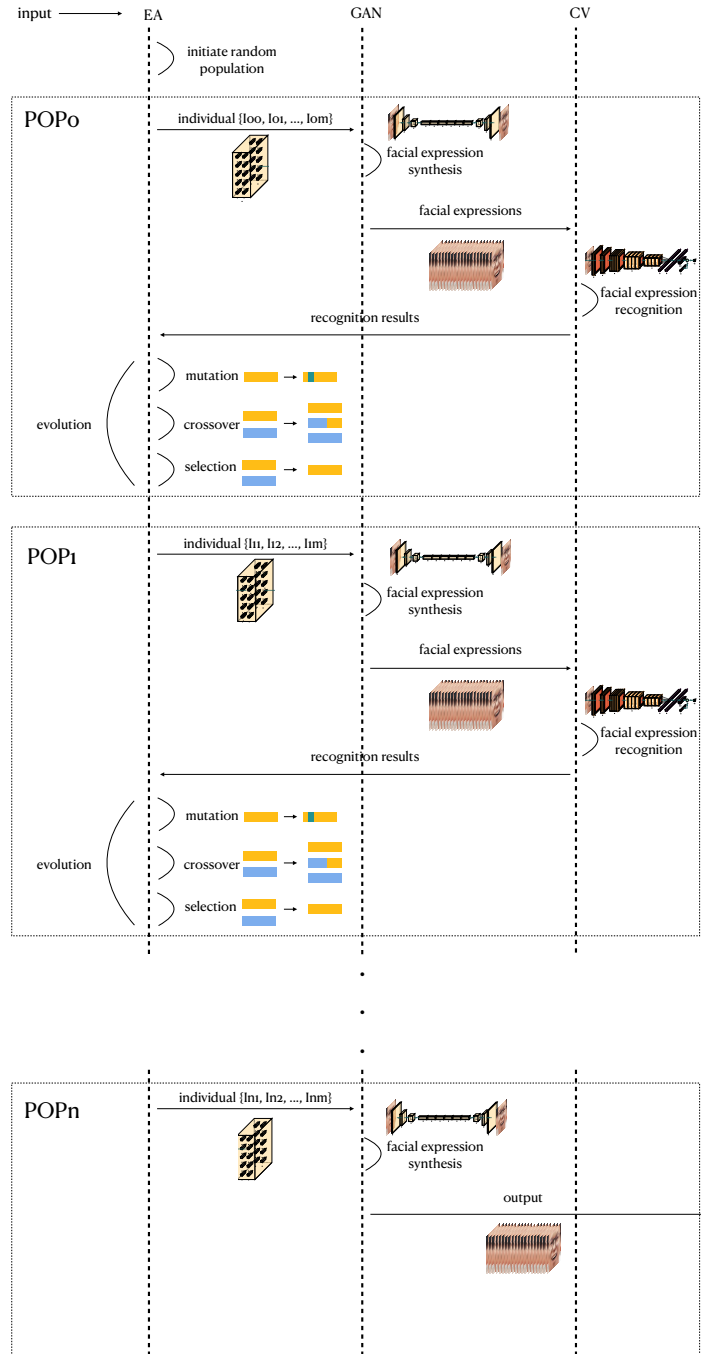 input
EA
GAN
CV
initiate random
population
POP0
individual {I00, I01, ..., I0m}
facial expression
synthesis
facial expressions
facial expression
recognition
recognition results
evolution
mutation
crossover
selection
POP1
individual {I11, I12, ..., I1m}
facial expression
synthesis
facial expressions
facial expression
recognition
recognition results
evolution
mutation
crossover
selection
.
.
.
POPn
individual {In1, In2, ..., Inm}
facial expression
synthesis
output